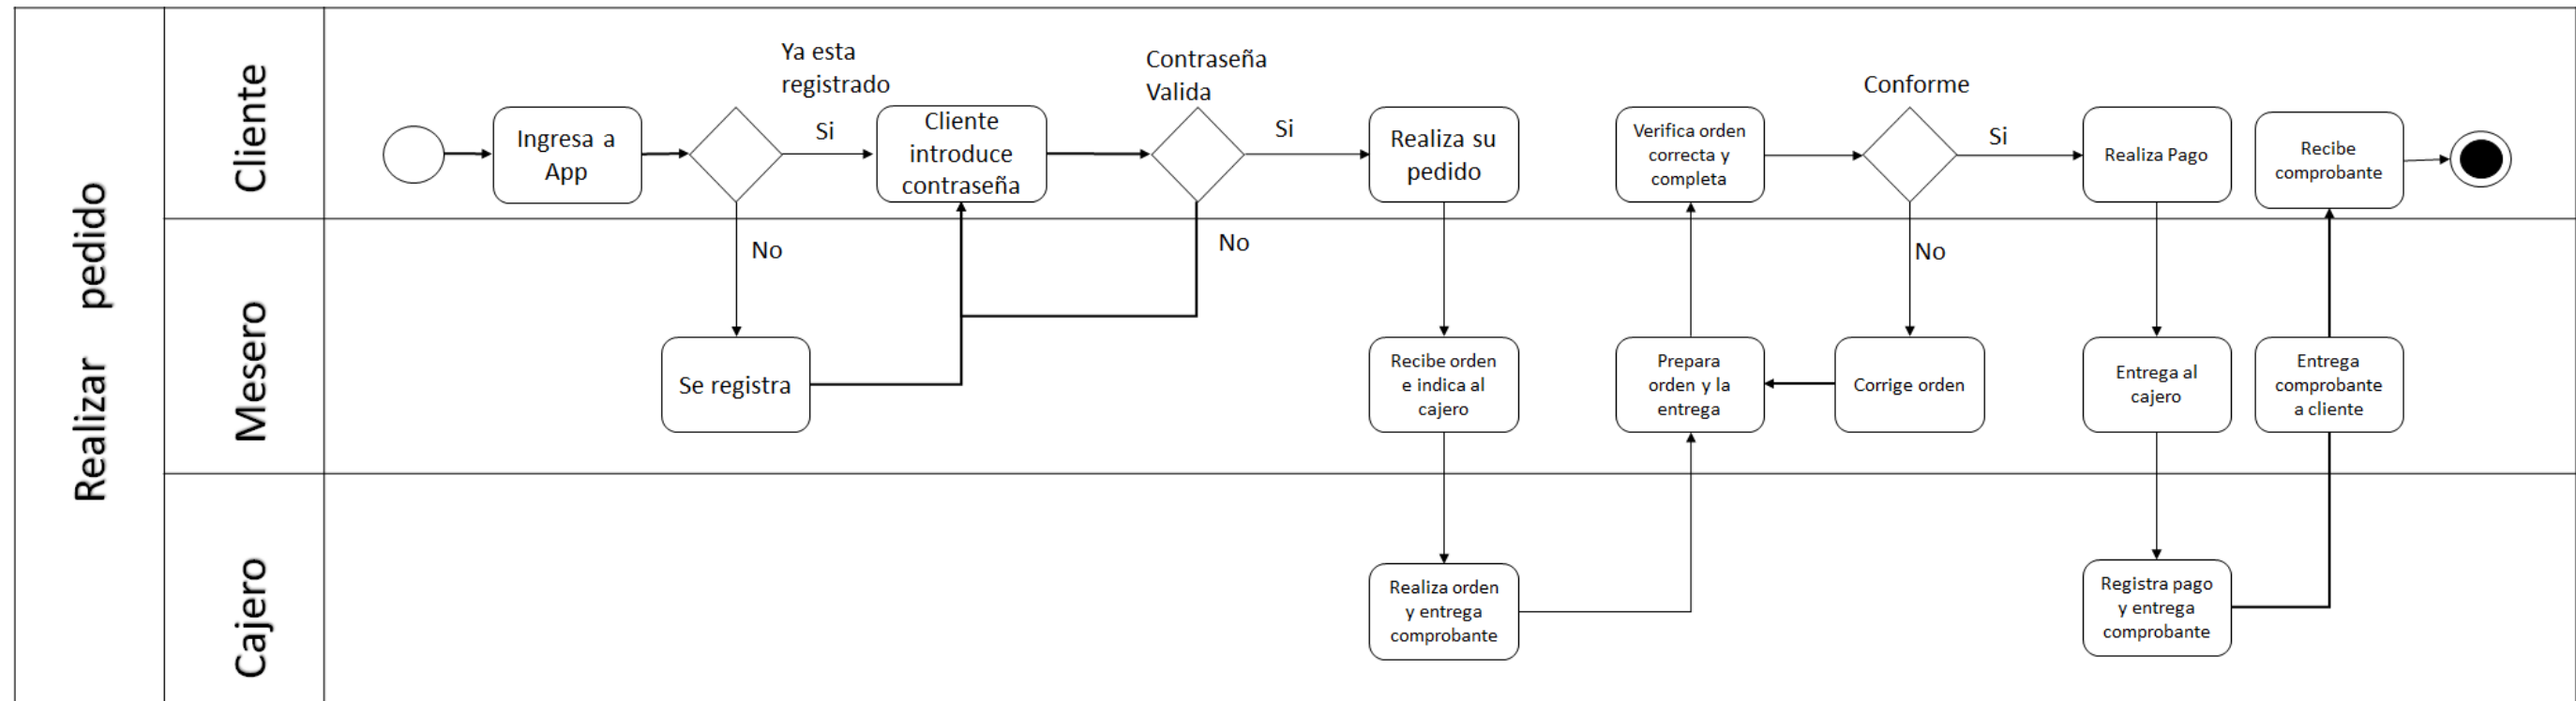 Realizar pedido
Cliente
Ingresa a
App
Ya esta
registrado
Si
No
Cliente
introduce
contraseña
Contraseña
Valida
Si
No
Realiza su
pedido
Verifica orden
correcta y
completa
Conforme
Si
No
Realiza Pago
Recibe
comprobante
Mesero
Se registra
Recibe orden
e indica al
cajero
Prepara
orden y la
entrega
Corrige orden
Entrega al
cajero
Entrega
comprobante
a cliente
Cajero
Realiza orden
y entrega
comprobante
Registra pago
y entrega
comprobante